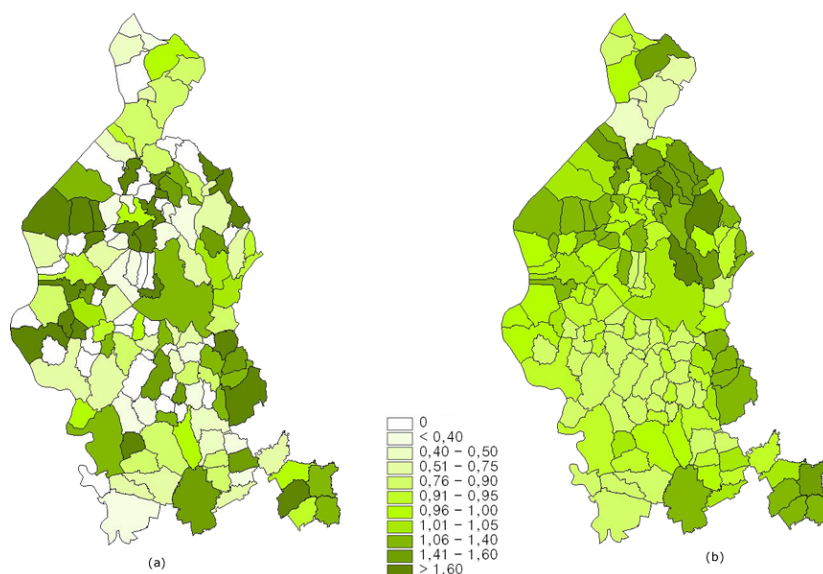 0
< 0,40
0,40 – 0,50
0,51 – 0,75
0,76 – 0,90
0,91 – 0,95
0,96 – 1,00
1,01 – 1,05
1,06 – 1,40
1,41 – 1,60
> 1,60
(a)
(b)